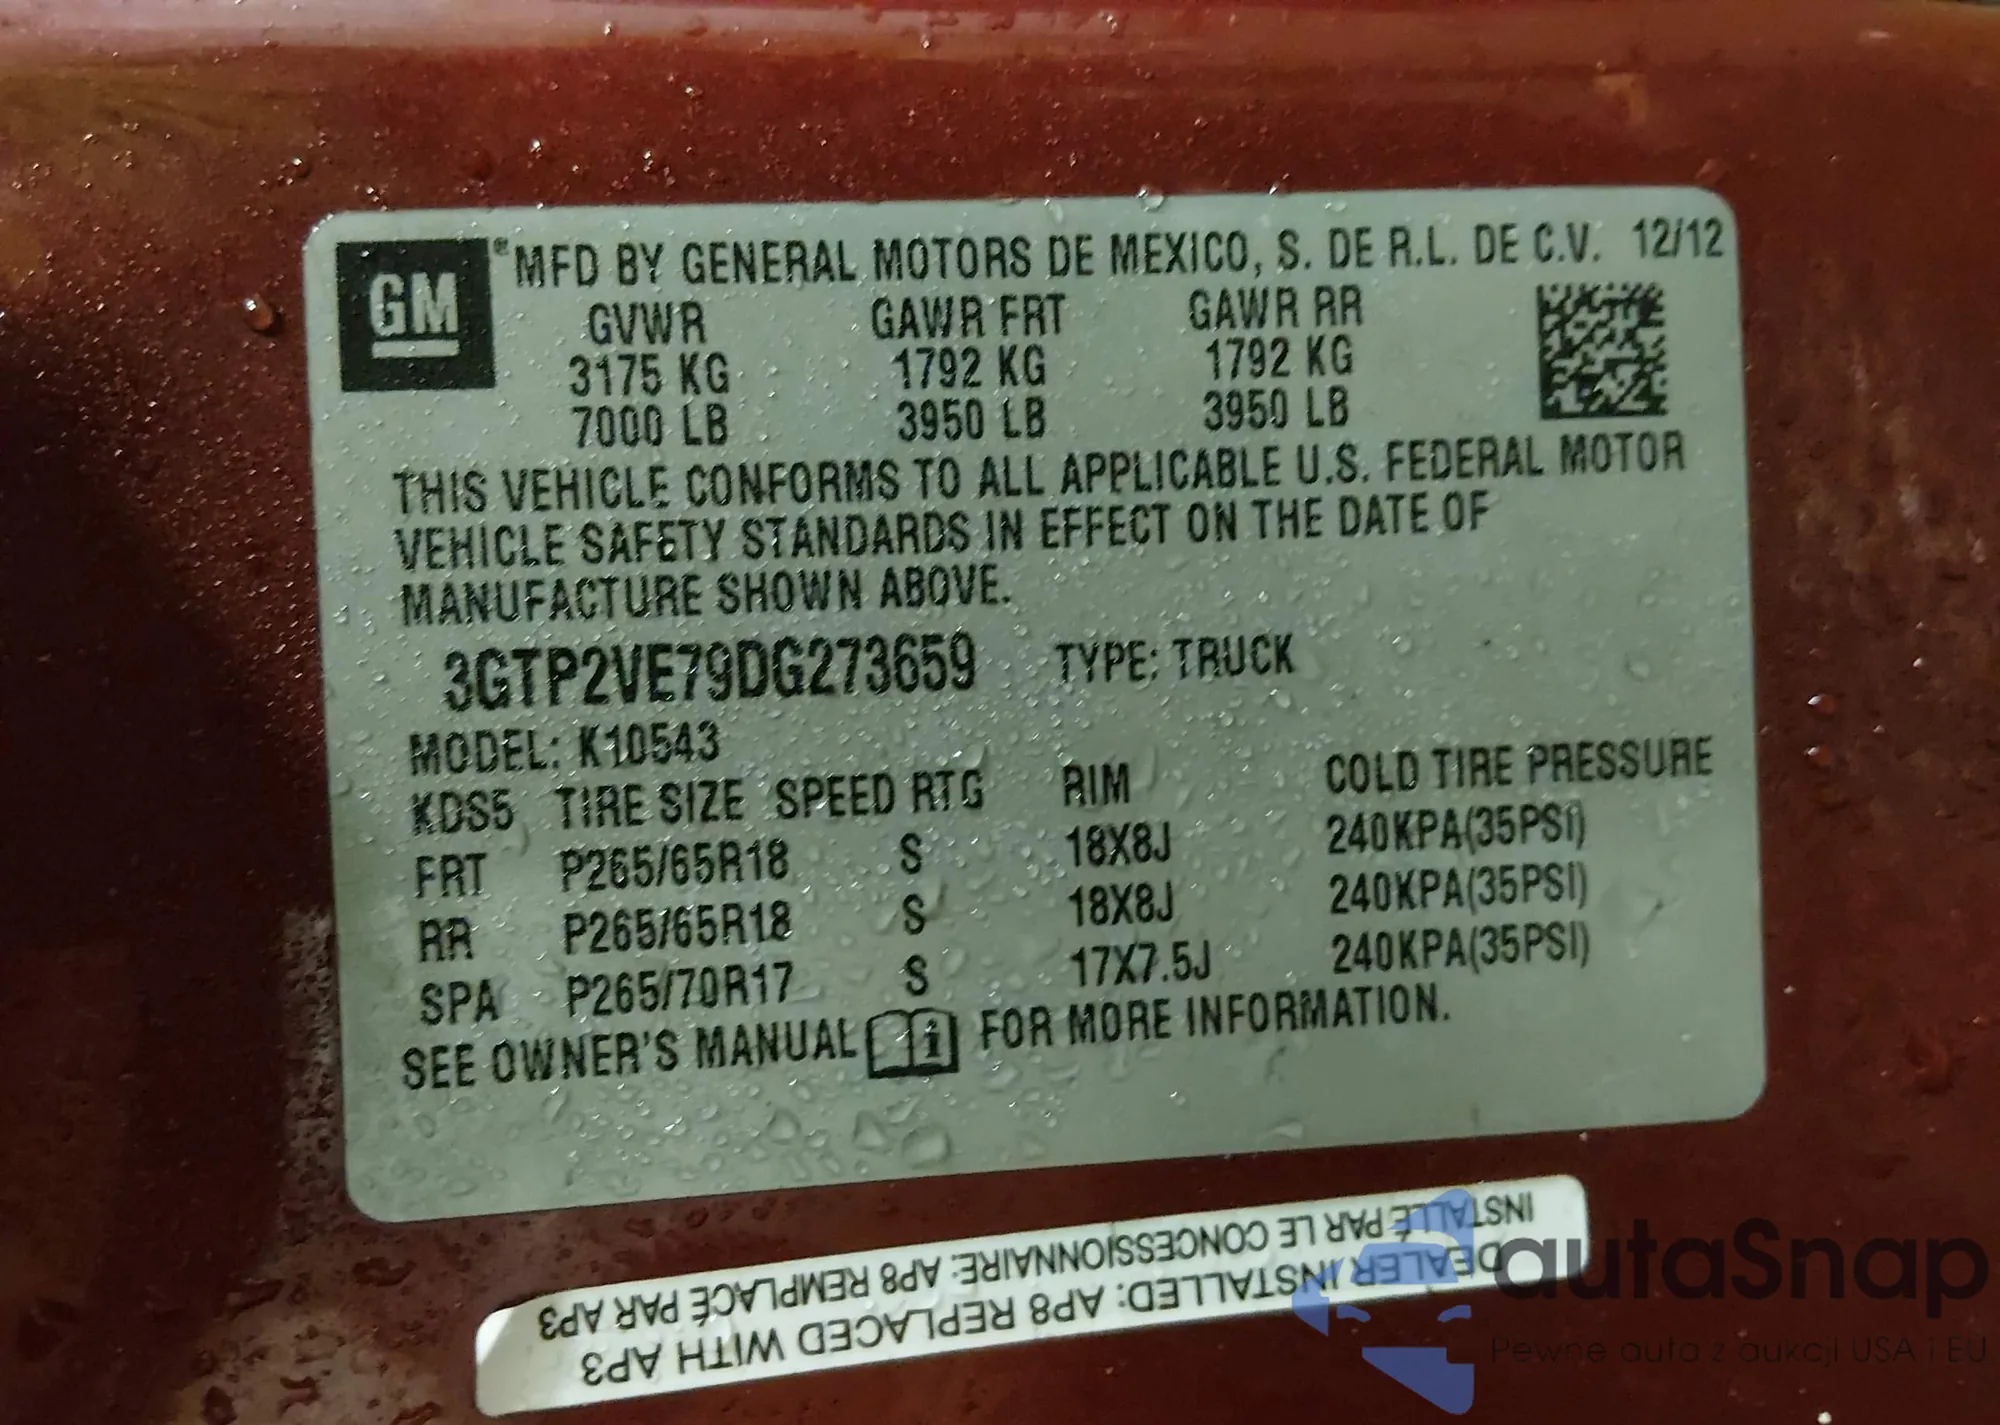 GM ® MFD BY GENERAL MOTORS DE MEXICO, S. DE R.L. DE C.V. 12/12
GVWR GAWR FRT GAWR RR
3175 KG 1792 KG 1792 KG
7000 LB 3950 LB 3950 LB
THIS VEHICLE CONFORMS TO ALL APPLICABLE U.S. FEDERAL MOTOR
VEHICLE SAFETY STANDARDS IN EFFECT ON THE DATE OF
MANUFACTURE SHOWN ABOVE.
3GTP2VE79DG273659 TYPE: TRUCK
MODEL: K10543
KDS5 TIRE SIZE SPEED RTG RIM COLD TIRE PRESSURE
FRT P265/65R18 S 18X8J 240KPA(35PSI)
RR P265/65R18 S 18X8J 240KPA(35PSI)
SPA P265/70R17 S 17X7.5J 240KPA(35PSI)
SEE OWNER'S MANUAL i FOR MORE INFORMATION.
DEALER INSTALLED: AP8 REPLACED WITH AP3
INSTALLÉ PAR LE CONCESSIONNAIRE: AP8 REMPLACÉ PAR AP3
autaSnap
Pewne auta z aukcji USA i EU